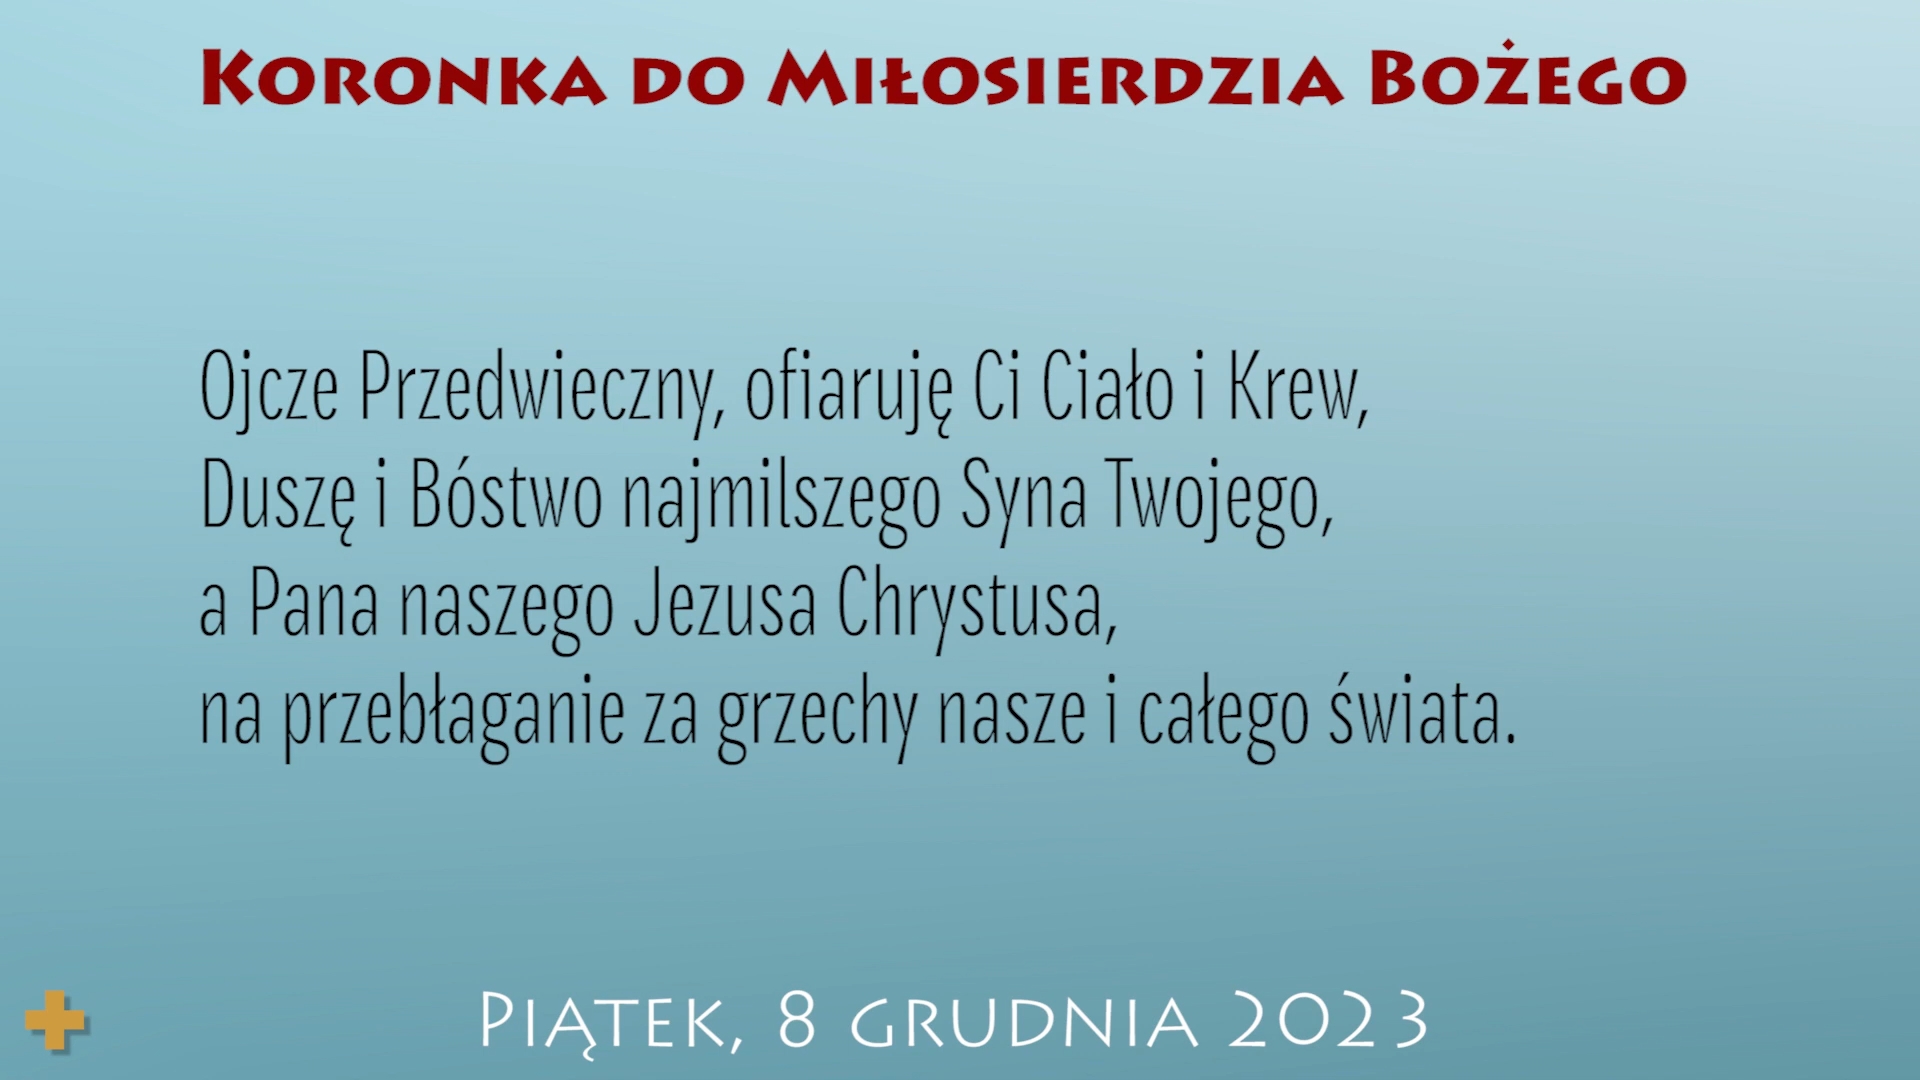 Koronka do Miłosierdzia Bożego
Ojcze Przedwieczny, ofiaruję Ci Ciało i Krew,
Duszę i Bóstwo najmilszego Syna Twojego,
a Pana naszego Jezusa Chrystusa,
na przebłaganie za grzechy nasze i całego świata.
Piątek, 8 grudnia 2023